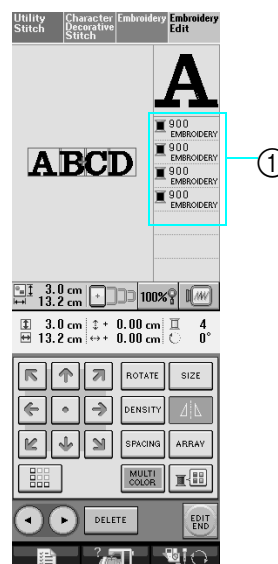 Utility Stitch
Character Decorative Stitch
Embroidery
Embroidery Edit
A
900
EMBROIDERY
900
EMBROIDERY
900
EMBROIDERY
900
EMBROIDERY
1
ABCD
3.0 cm
13.2 cm
100%
3.0 cm
+ 0.00 cm
4
13.2 cm
+ 0.00 cm
0°
ROTATE
SIZE
DENSITY
SPACING
ARRAY
MULTI COLOR
DELETE
EDIT END